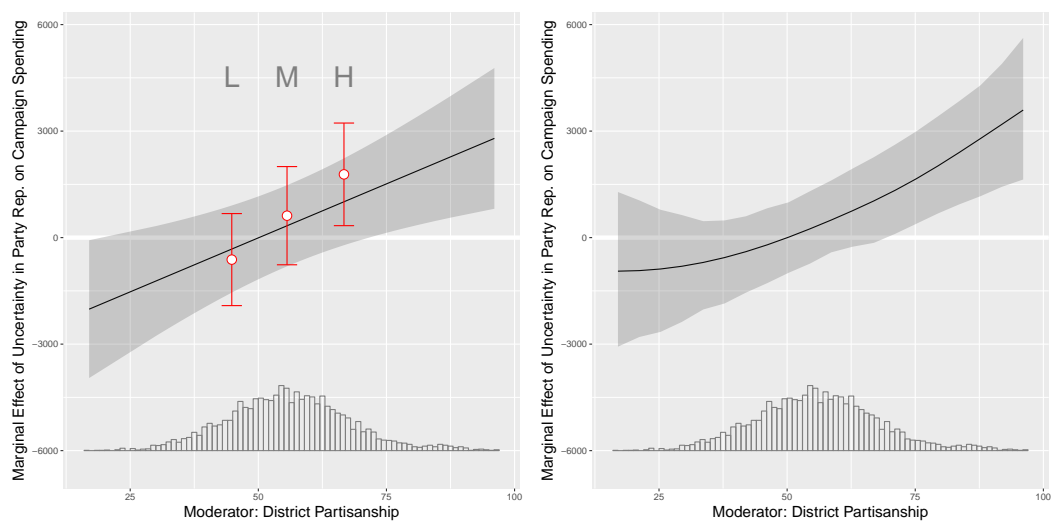 Marginal Effect of Uncertainty in Party Rep. on Campaign Spending
6000
3000
0
−3000
−6000
L M H
25 50 75 100
Moderator: District Partisanship
Marginal Effect of Uncertainty in Party Rep. on Campaign Spending
6000
3000
0
−3000
−6000
25 50 75 100
Moderator: District Partisanship